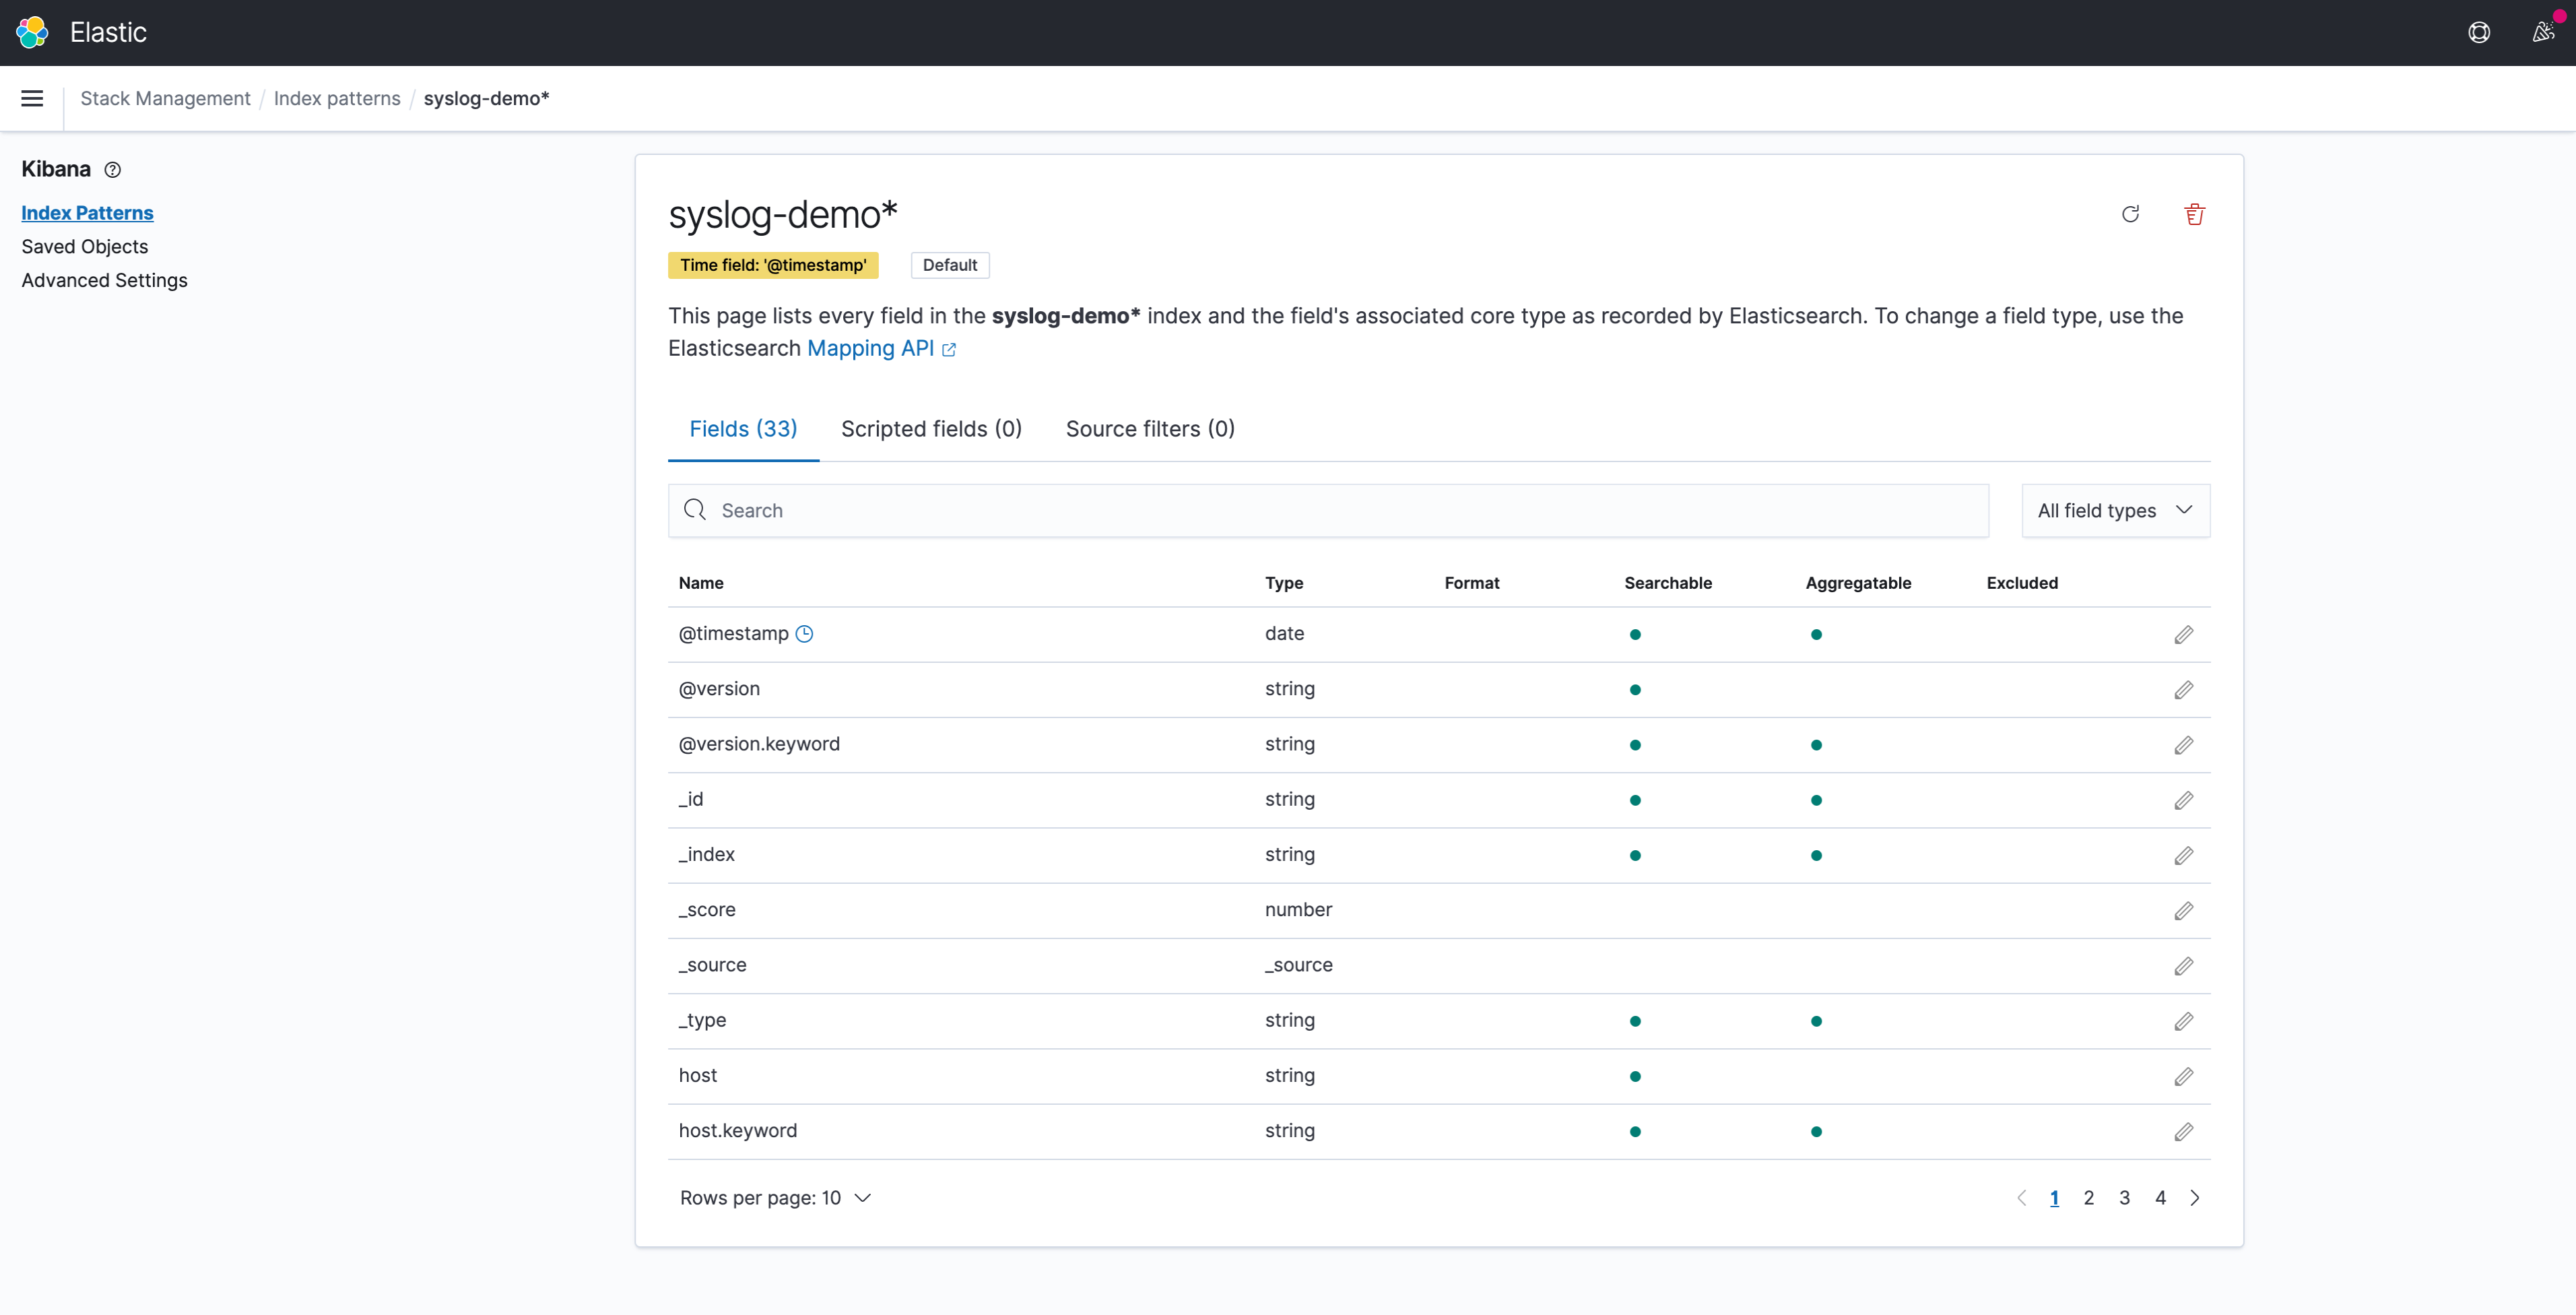 Elastic
Stack Management / Index patterns / syslog-demo*
Kibana
Index Patterns
Saved Objects
Advanced Settings
syslog-demo*
Time field: '@timestamp' Default
This page lists every field in the syslog-demo* index and the field's associated core type as recorded by Elasticsearch. To change a field type, use the
Elasticsearch Mapping API
Fields (33) Scripted fields (0) Source filters (0)
Search All field types
Name Type Format Searchable Aggregatable Excluded
@timestamp date
@version string
@version.keyword string
_id string
_index string
_score number
_source _source
_type string
host string
host.keyword string
Rows per page: 10 1 2 3 4